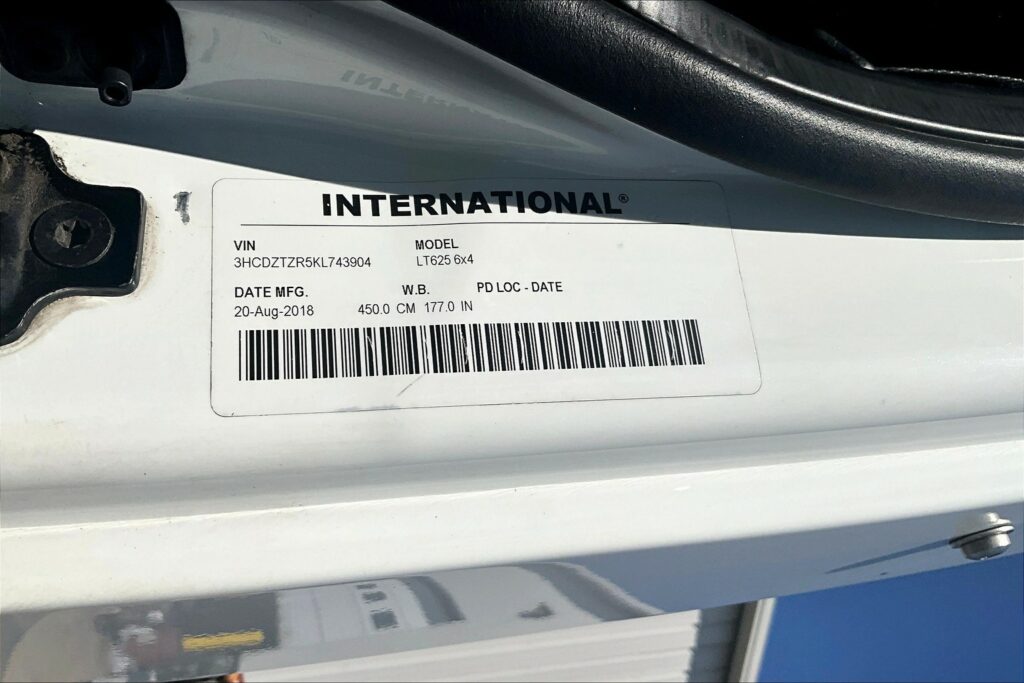 INTERNATIONAL®
VIN MODEL
3HCDZTZR5KL743904 LT625 6x4
DATE MFG. W.B. PD LOC - DATE
20-Aug-2018 450.0 CM 177.0 IN